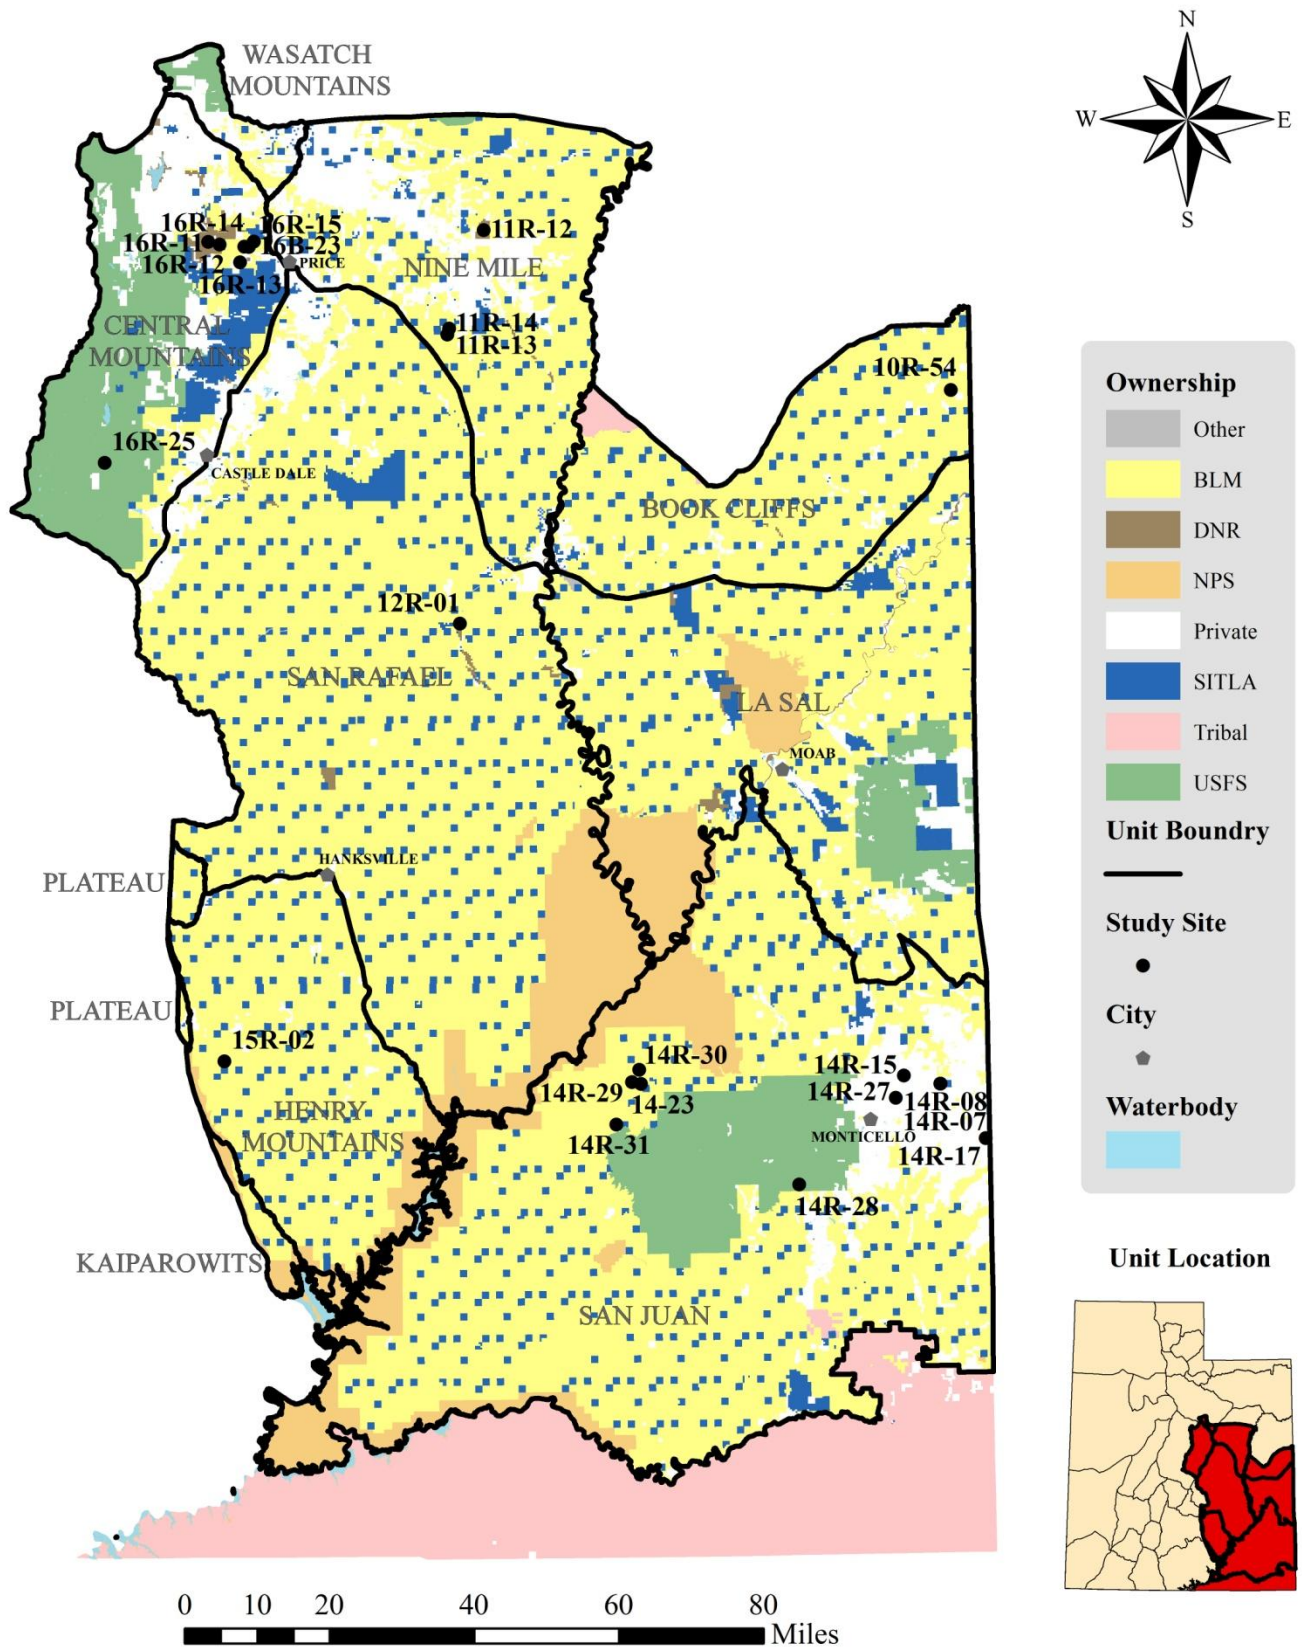 WASATCH
MOUNTAINS
N
W
E
S
16R-14
16R-15
16R-11
16B-23
16R-12
PRICE
16R-13
11R-12
NINE MILE
11R-14
11R-13
CENTRAL
MOUNTAINS
10R-54
16R-25
CASTLE DALE
BOOK CLIFFS
12R-01
SAN RAFAEL
LA SAL
MOAB
HANKSVILLE
PLATEAU
PLATEAU
15R-02
HENRY
MOUNTAINS
14R-30
14R-29
14-23
14R-31
14R-15
14R-27
14R-08
14R-07
MONTICELLO
14R-17
14R-28
KAIPAROWITS
SAN JUAN
Ownership
Other
BLM
DNR
NPS
Private
SITLA
Tribal
USFS
Unit Boundry
Study Site
City
Waterbody
Unit Location
0 10 20 40 60 80
Miles